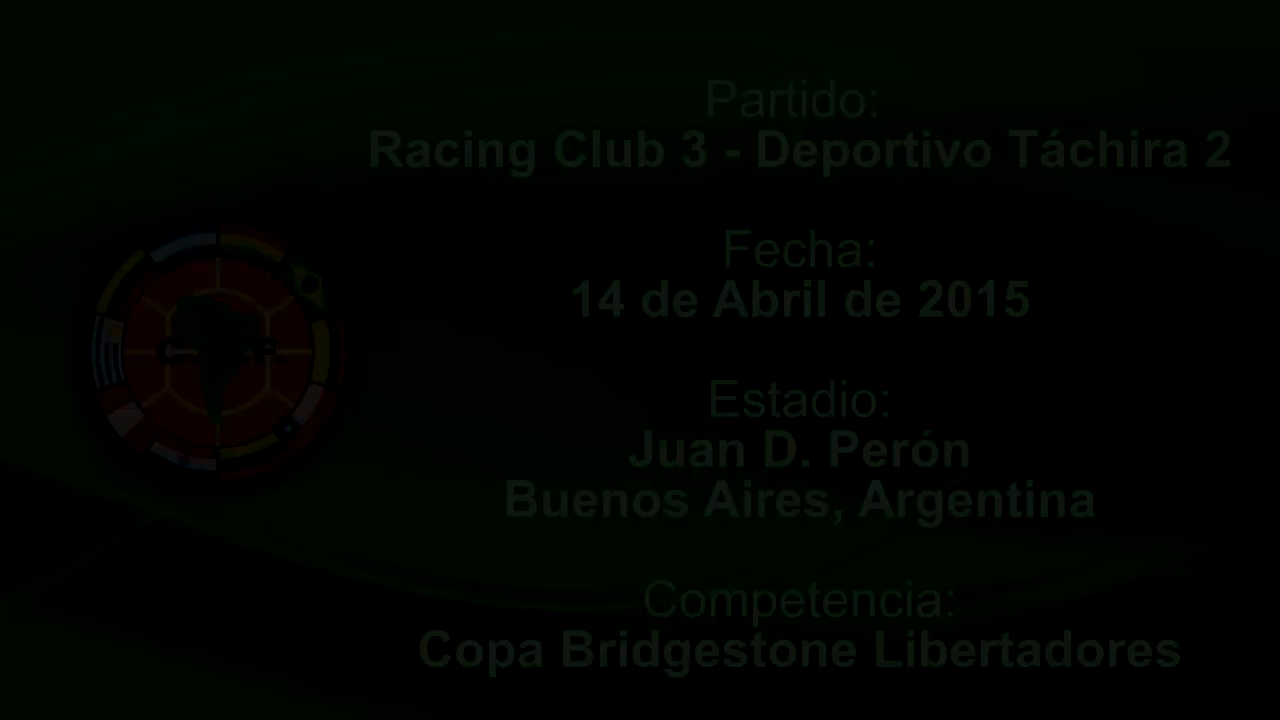 Partido:
Racing Club 3 - Deportivo Táchira 2
Fecha:
14 de Abril de 2015
Estadio:
Juan D. Perón
Buenos Aires, Argentina
Competencia:
Copa Bridgestone Libertadores